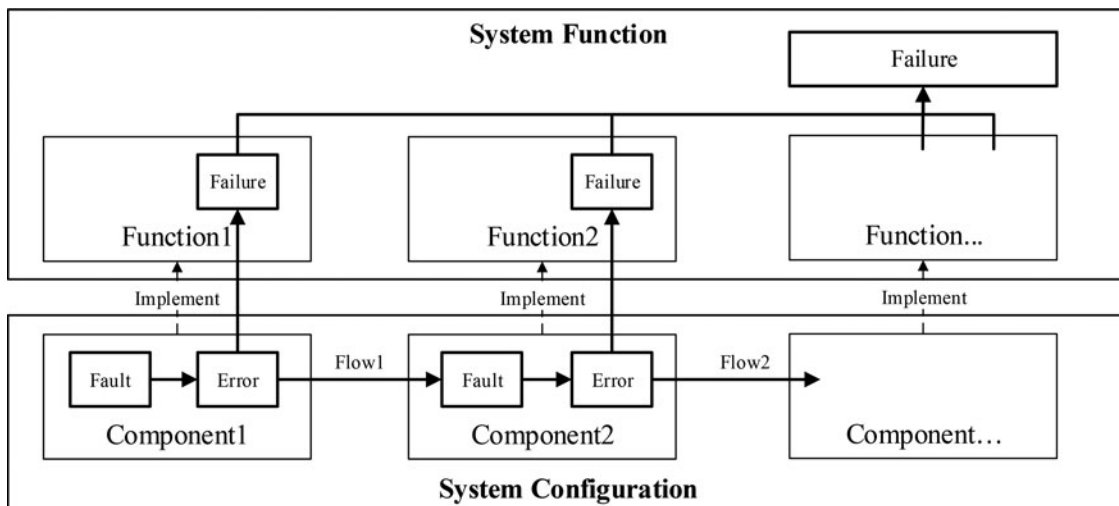 System Function
Failure
Failure
Failure
Function1
Function2
Function...
Implement
Implement
Implement
Flow1
Flow2
Fault
Error
Fault
Error
Component1
Component2
Component...
System Configuration